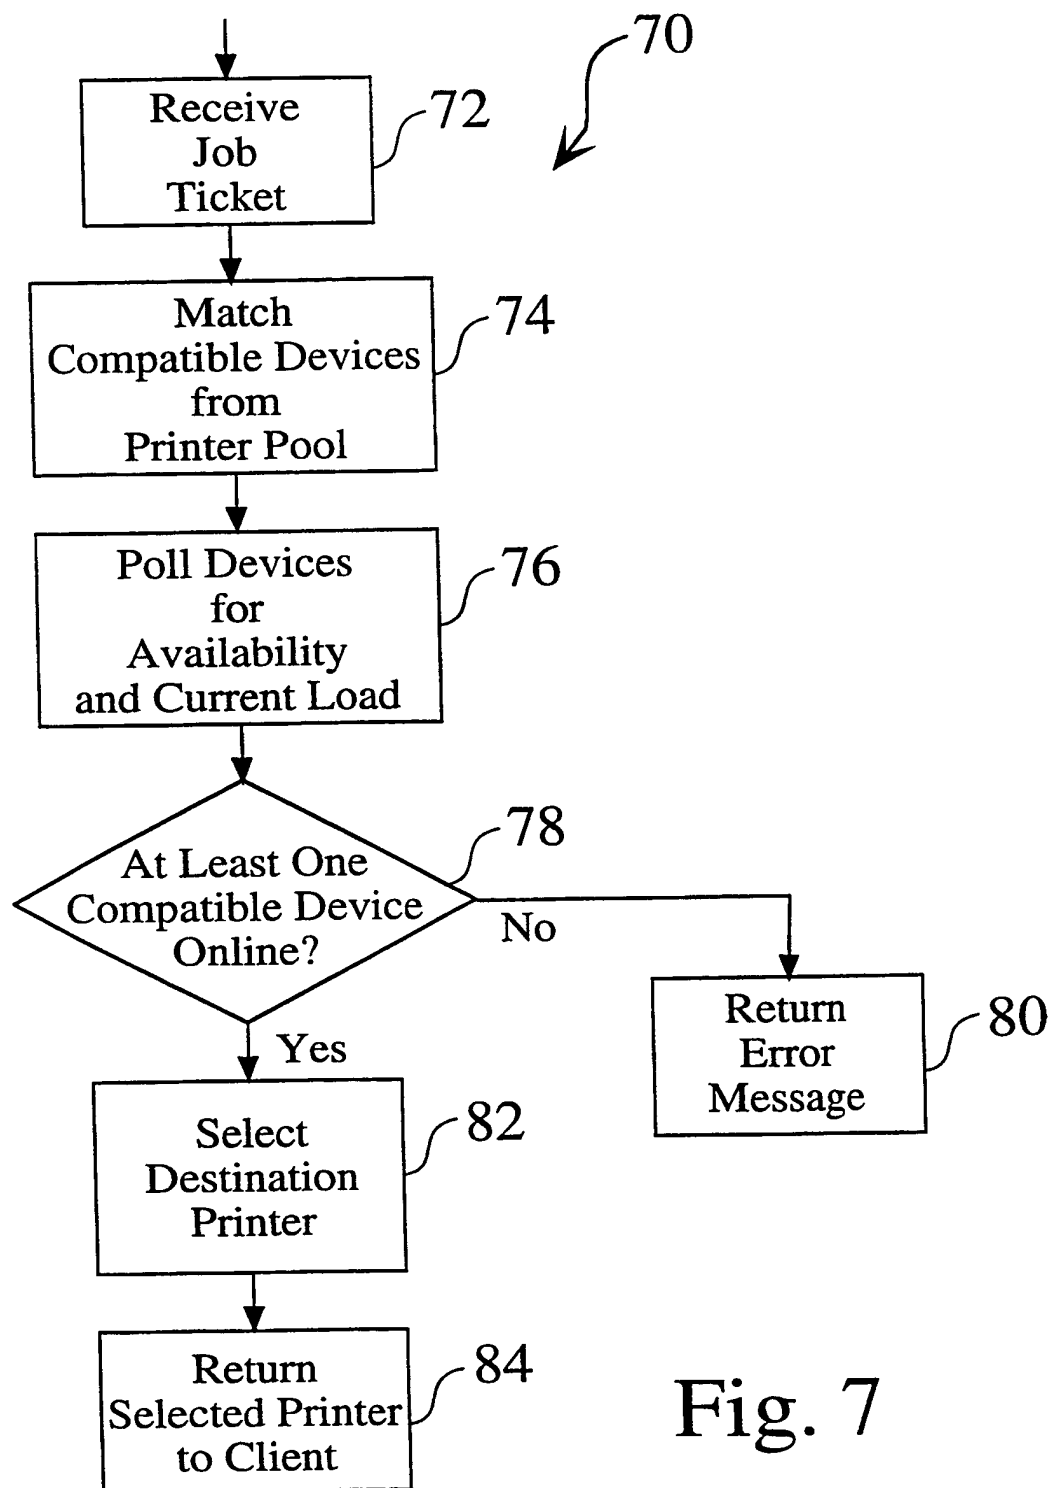 70
Receive
Job
Ticket
72
Match
Compatible Devices
from
Printer Pool
74
Poll Devices
for
Availability
and Current Load
76
At Least One
Compatible Device
Online?
78
No
Return
Error
Message
80
Yes
Select
Destination
Printer
82
Return
Selected Printer
to Client
84
Fig. 7